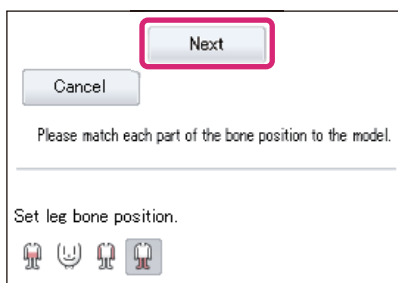 Next
Cancel
Please match each part of the bone position to the model.
Set leg bone position.